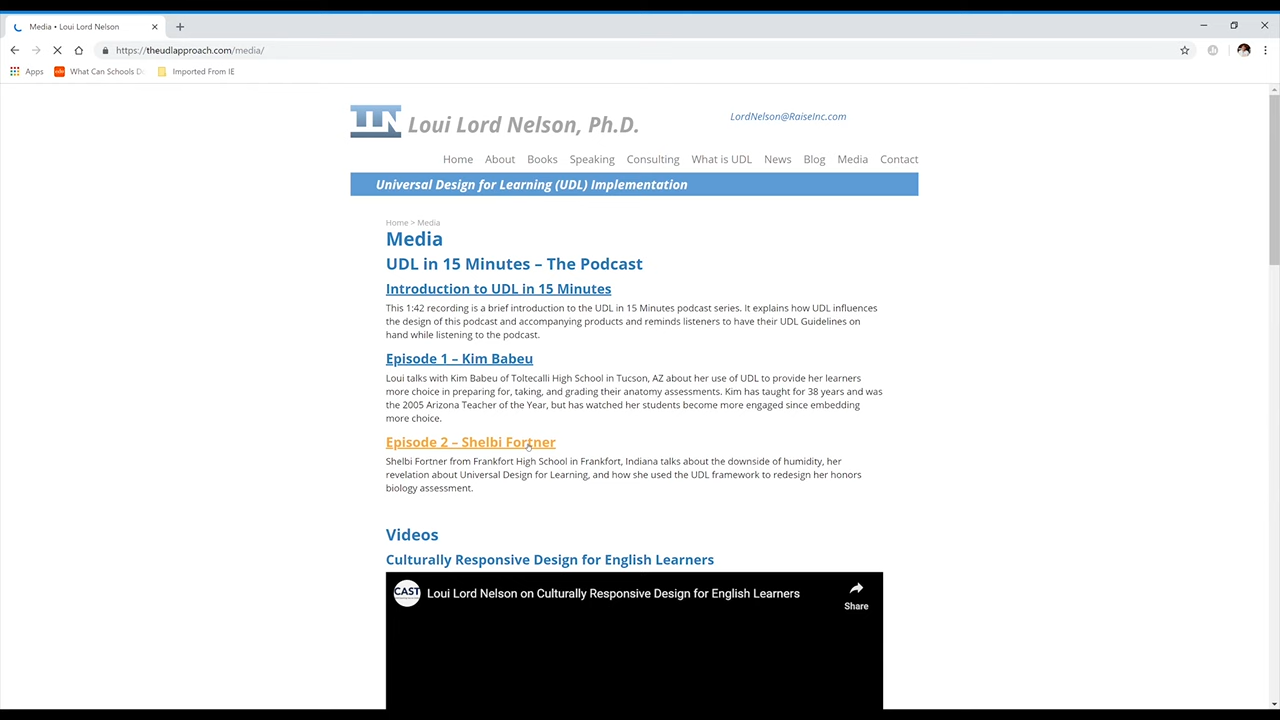 Media • Loui Lord Nelson
https://theudlapproach.com/media/
Apps
What Can Schools
Imported From IE
LLN Loui Lord Nelson, Ph.D.
LordNelson@RaiseInc.com
Home About Books Speaking Consulting What is UDL News Blog Media Contact
Universal Design for Learning (UDL) Implementation
Home > Media
Media
UDL in 15 Minutes – The Podcast
Introduction to UDL in 15 Minutes
This 1:42 recording is a brief introduction to the UDL in 15 Minutes podcast series. It explains how UDL influences
the design of this podcast and accompanying products and reminds listeners to have their UDL Guidelines on
hand while listening to the podcast.
Episode 1 – Kim Babeu
Loui talks with Kim Babeu of Toltecalli High School in Tucson, AZ about her use of UDL to provide her learners
more choice in preparing for, taking, and grading their anatomy assessments. Kim has taught for 38 years and was
the 2005 Arizona Teacher of the Year, but has watched her students become more engaged since embedding
more choice.
Episode 2 – Shelbi Fortner
Shelbi Fortner from Frankfort High School in Frankfort, Indiana talks about the downside of humidity, her
revelation about Universal Design for Learning, and how she used the UDL framework to redesign her honors
biology assessment.
Videos
Culturally Responsive Design for English Learners
CAST
Loui Lord Nelson on Culturally Responsive Design for English Learners
Share